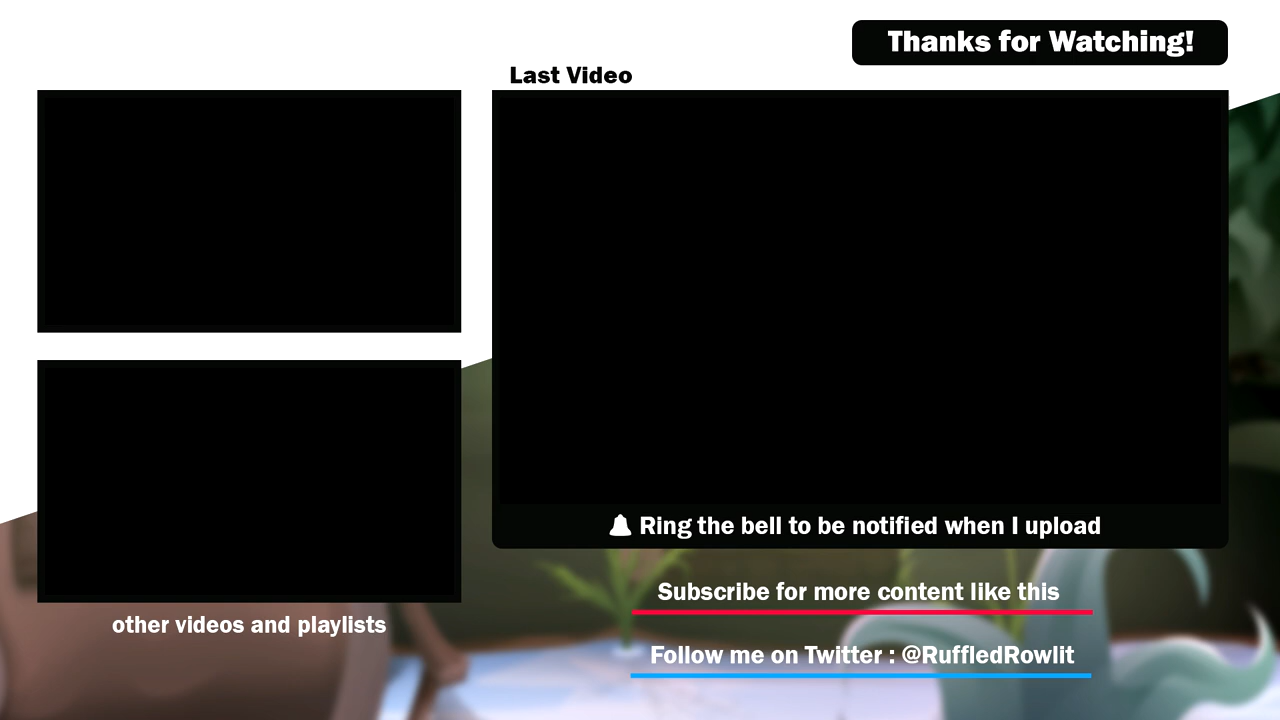 Thanks for Watching!
Last Video
Ring the bell to be notified when I upload
Subscribe for more content like this
other videos and playlists
Follow me on Twitter : @RuffledRowlit